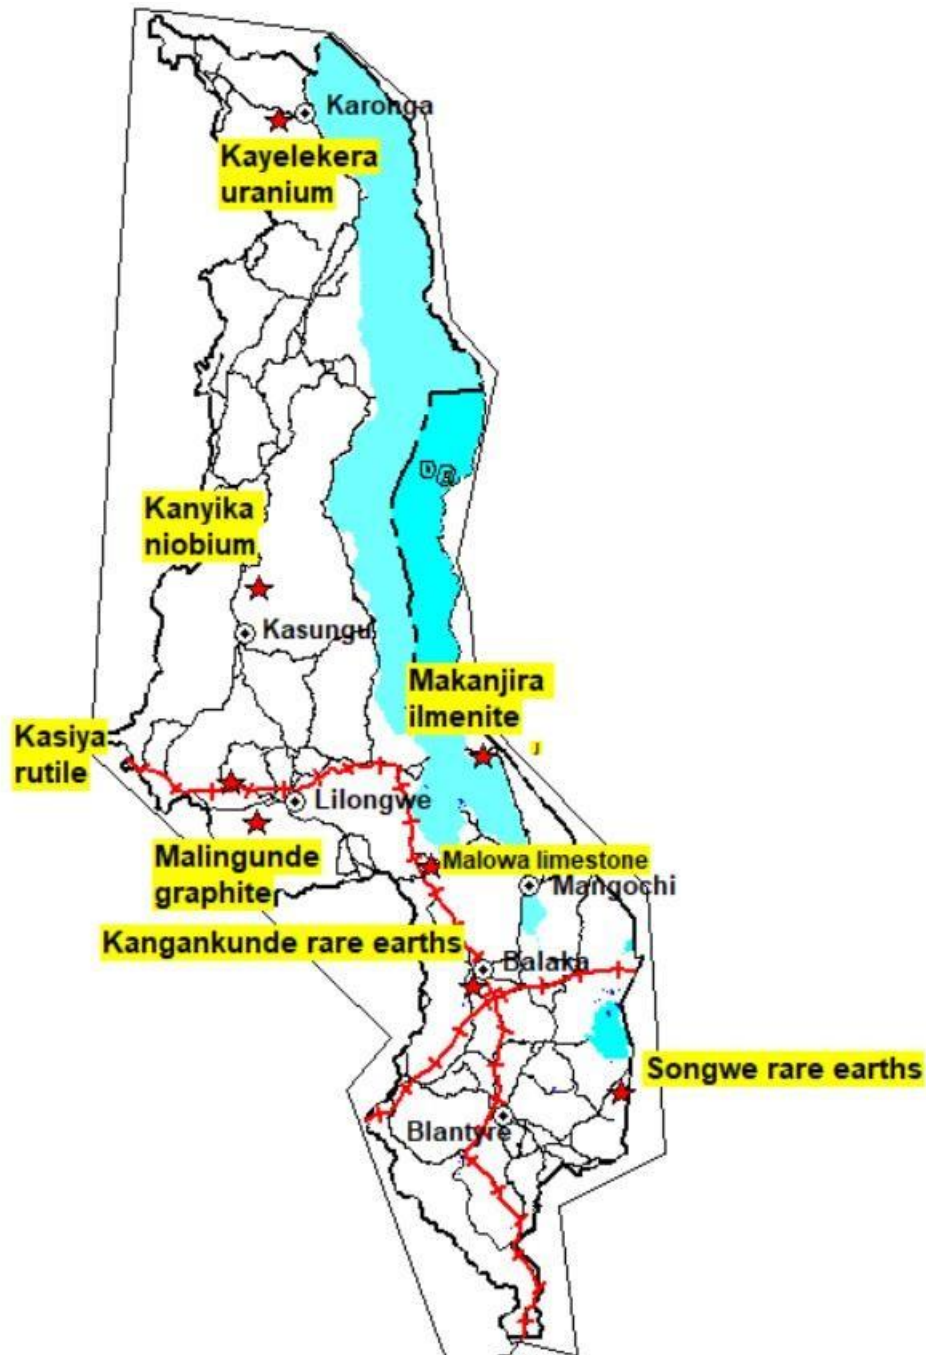 Karonga
Kayelekera
uranium
Kanyika
niobium
Kasungu
Makanjira
ilmenite
Kasiya
rutile
J
Lilongwe
Malingunde
graphite
Malowa limestone
Mangochi
Kangankunde rare earths
Balaka
Songwe rare earths
Blantyre